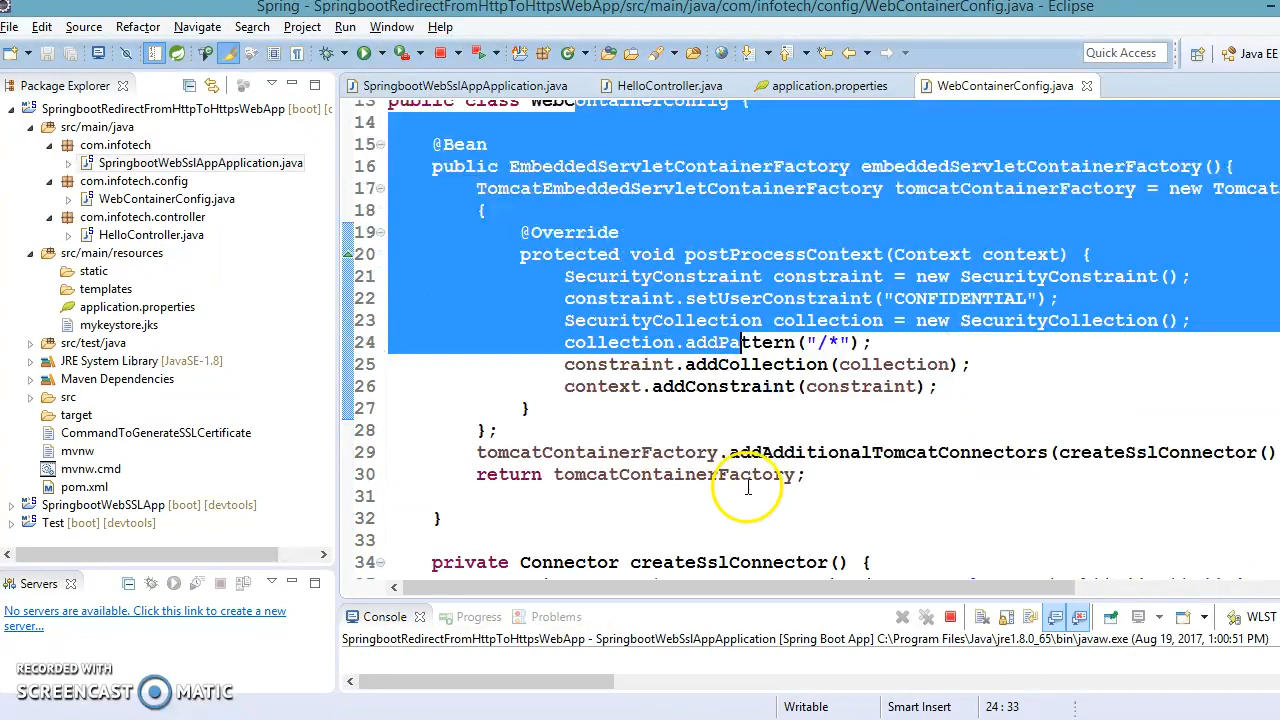 Spring - SpringbootRedirectFromHttpToHttpsWebApp/src/main/java/com/infotech/config/WebContainerConfig.java - Eclipse
File Edit Source Refactor Navigate Search Project Run Window Help
Quick Access
Java EE
Package Explorer
SpringbootWebSslAppApplication.java
HelloController.java
application.properties
WebContainerConfig.java
SpringbootRedirectFromHttpToHttpsWebApp [boot] [
src/main/java
com.infotech
SpringbootWebSslAppApplication.java
com.infotech.config
WebContainerConfig.java
com.infotech.controller
HelloController.java
src/main/resources
static
templates
application.properties
mykeystore.jks
src/test/java
JRE System Library [JavaSE-1.8]
Maven Dependencies
src
target
CommandToGenerateSSLCertificate
mvnw
mvnw.cmd
pom.xml
SpringbootWebSSLApp [boot] [devtools]
Test [boot] [devtools]
13 public class WebContainerConfig {
14
15 @Bean
16 public EmbeddedServletContainerFactory embeddedServletContainerFactory(){
17 TomcatEmbeddedServletContainerFactory tomcatContainerFactory = new Tomcat
18 {
19 @Override
20 protected void postProcessContext(Context context) {
21 SecurityConstraint constraint = new SecurityConstraint();
22 constraint.setUserConstraint("CONFIDENTIAL");
23 SecurityCollection collection = new SecurityCollection();
24 collection.addPattern("/*");
25 constraint.addCollection(collection);
26 context.addConstraint(constraint);
27 }
28 };
29 tomcatContainerFactory.addAdditionalTomcatConnectors(createSslConnector()
30 return tomcatContainerFactory;
31
32 }
33
34 private Connector createSslConnector() {
Servers
No servers are available. Click this link to create a new
server...
Console
Progress
Problems
WLST
SpringbootRedirectFromHttpToHttpsWebApp - SpringbootWebSslAppApplication [Spring Boot App] C:\Program Files\Java\jre1.8.0_65\bin\javaw.exe (Aug 19, 2017, 1:00:51 PM)
RECORDED WITH
SCREENCAST MATIC
Writable
Smart Insert
24 : 33